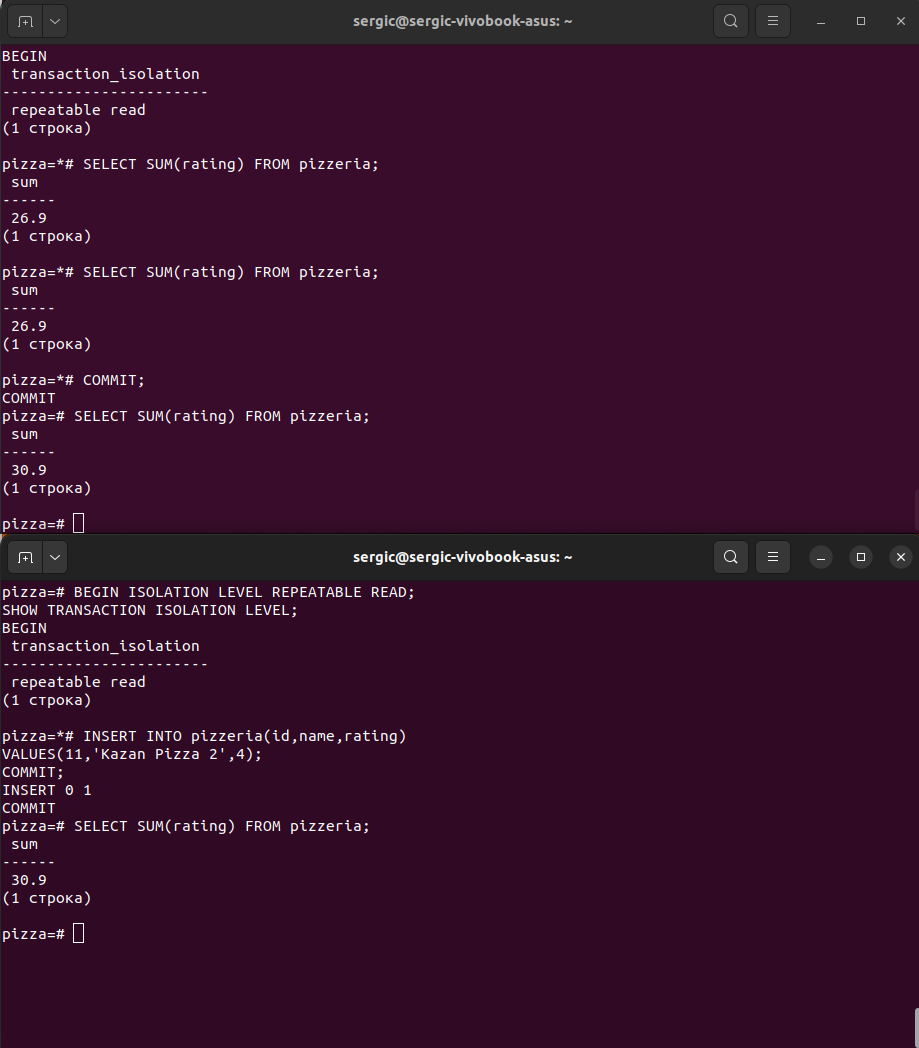 sergic@sergic-vivobook-asus: ~
BEGIN
 transaction_isolation
-----------------------
 repeatable read
(1 строка)
pizza=*# SELECT SUM(rating) FROM pizzeria;
 sum
------
 26.9
(1 строка)
pizza=*# SELECT SUM(rating) FROM pizzeria;
 sum
------
 26.9
(1 строка)
pizza=*# COMMIT;
COMMIT
pizza=# SELECT SUM(rating) FROM pizzeria;
 sum
------
 30.9
(1 строка)
pizza=#
sergic@sergic-vivobook-asus: ~
pizza=# BEGIN ISOLATION LEVEL REPEATABLE READ;
SHOW TRANSACTION ISOLATION LEVEL;
BEGIN
 transaction_isolation
-----------------------
 repeatable read
(1 строка)
pizza=*# INSERT INTO pizzeria(id,name,rating)
VALUES(11,'Kazan Pizza 2',4);
COMMIT;
INSERT 0 1
COMMIT
pizza=# SELECT SUM(rating) FROM pizzeria;
 sum
------
 30.9
(1 строка)
pizza=#